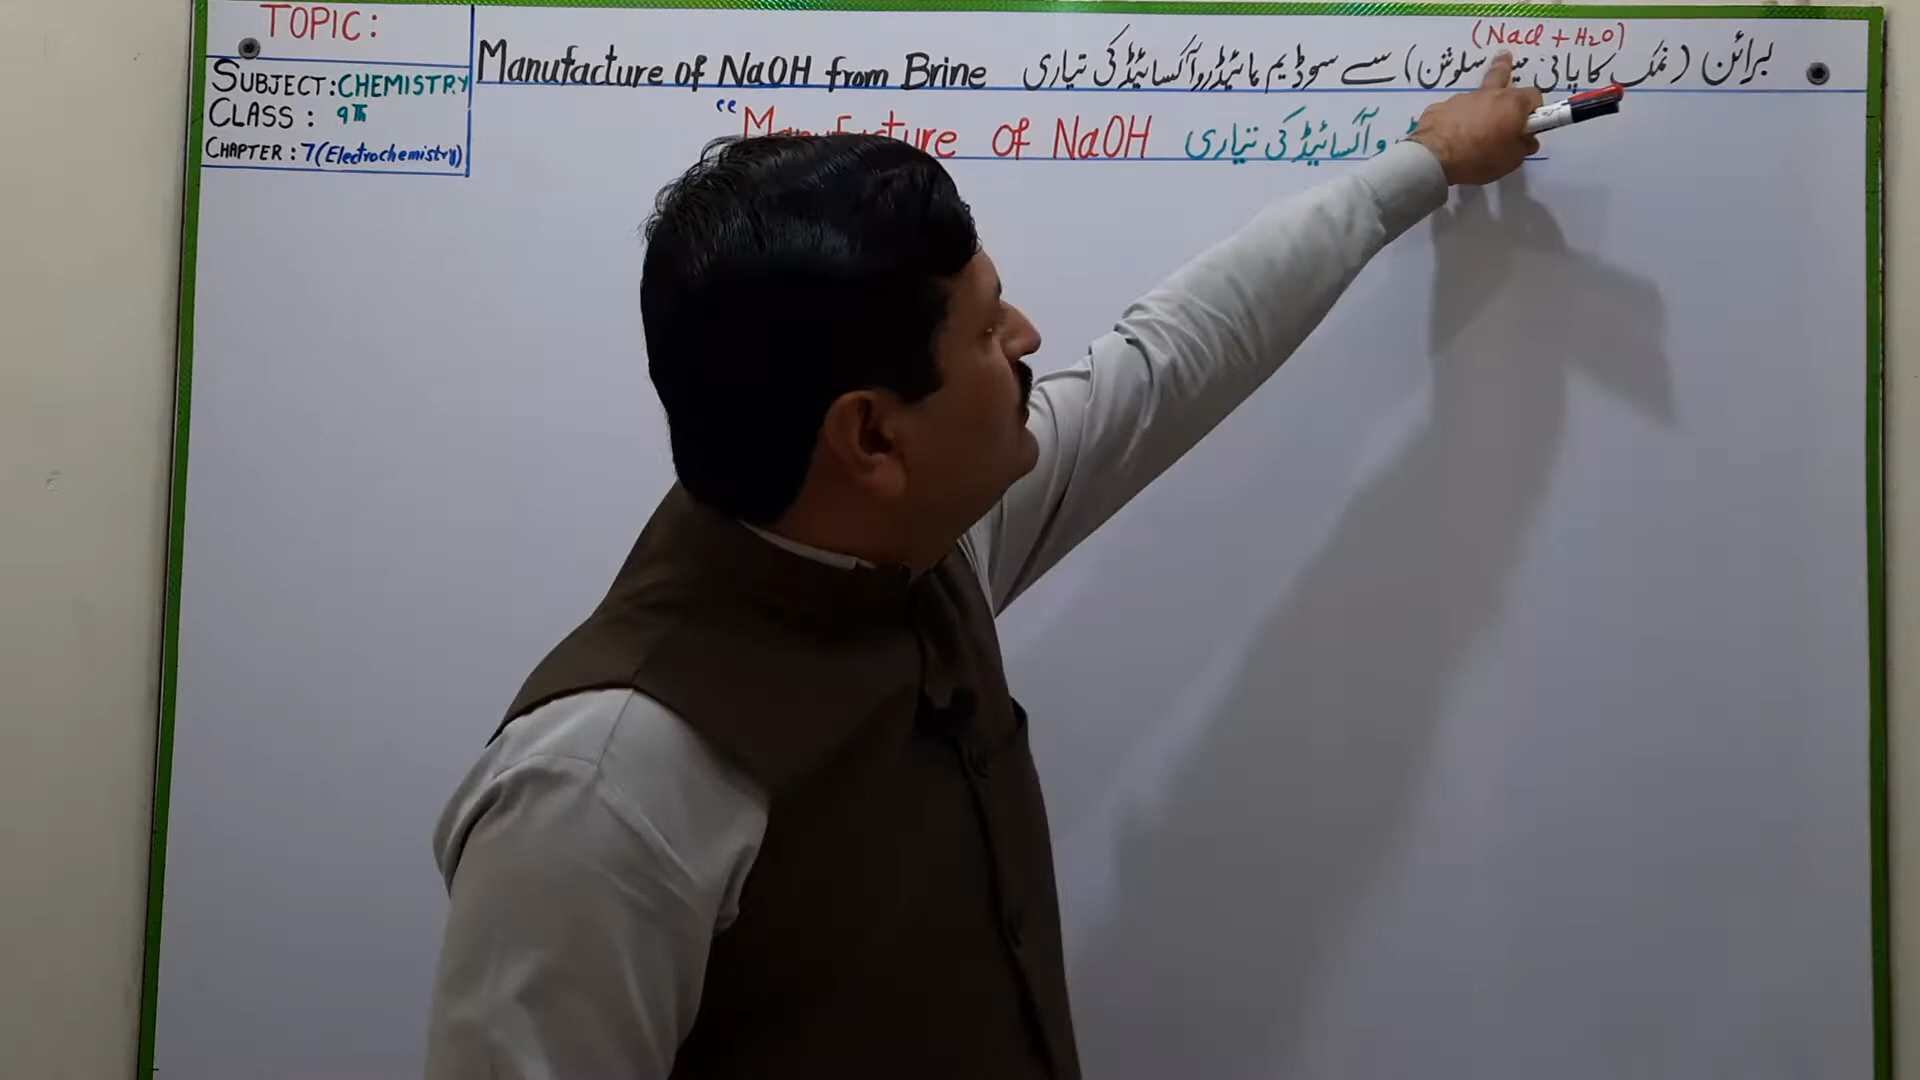 TOPIC:
(Nacl + H2O)
Manufacture of NaOH from Brine برائن (نمک کا پانی میں سلوشن) سے سوڈیم ہائیڈروآکسائیڈ کی تیاری
SUBJECT: CHEMISTRY
CLASS: 9th
CHAPTER: 7 (Electrochemistry)
"Manufacture of NaOH کی تیاری